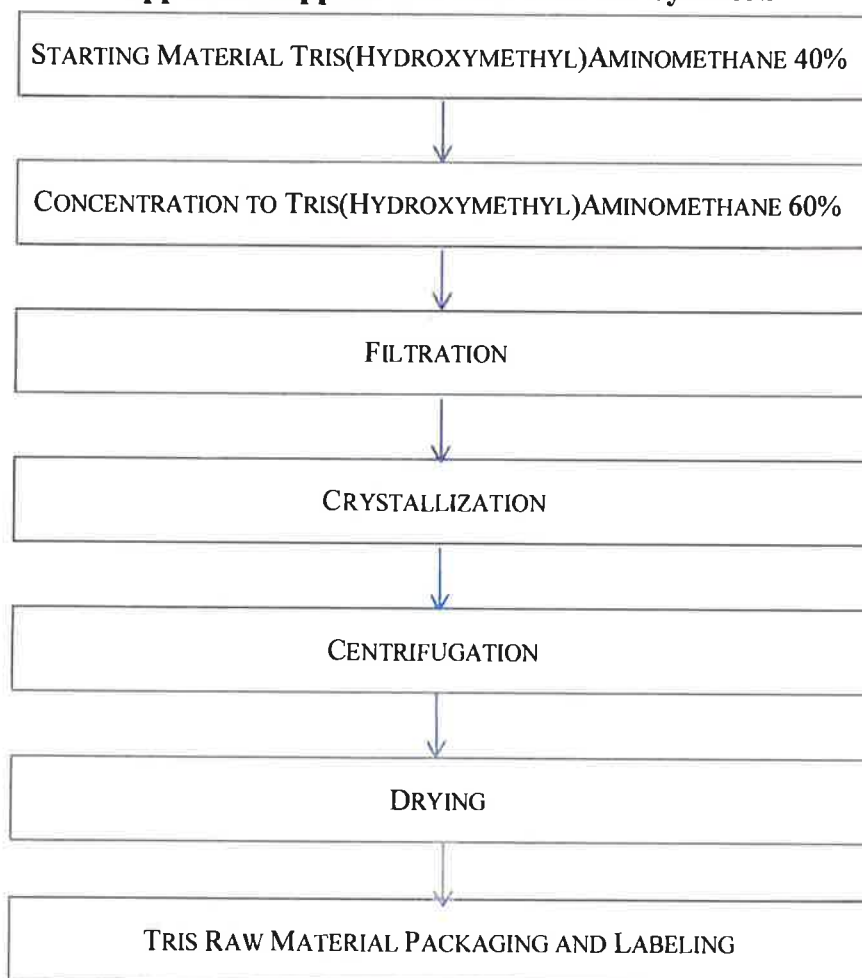 STARTING MATERIAL TRIS(HYDROXYMETHYL)AMINOMETHANE 40%
CONCENTRATION TO TRIS(HYDROXYMETHYL)AMINOMETHANE 60%
FILTRATION
CRYSTALLIZATION
CENTRIFUGATION
DRYING
TRIS RAW MATERIAL PACKAGING AND LABELING